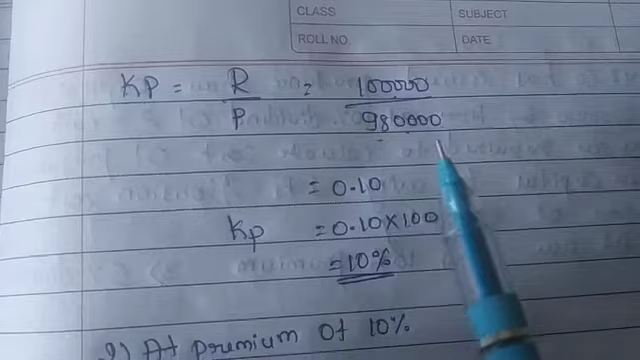 CLASS SUBJECT
ROLL NO DATE
KP = R/P = 100000/980000
= 0.10
Kp = 0.10×100
= 10%
2) At premium Of 10%